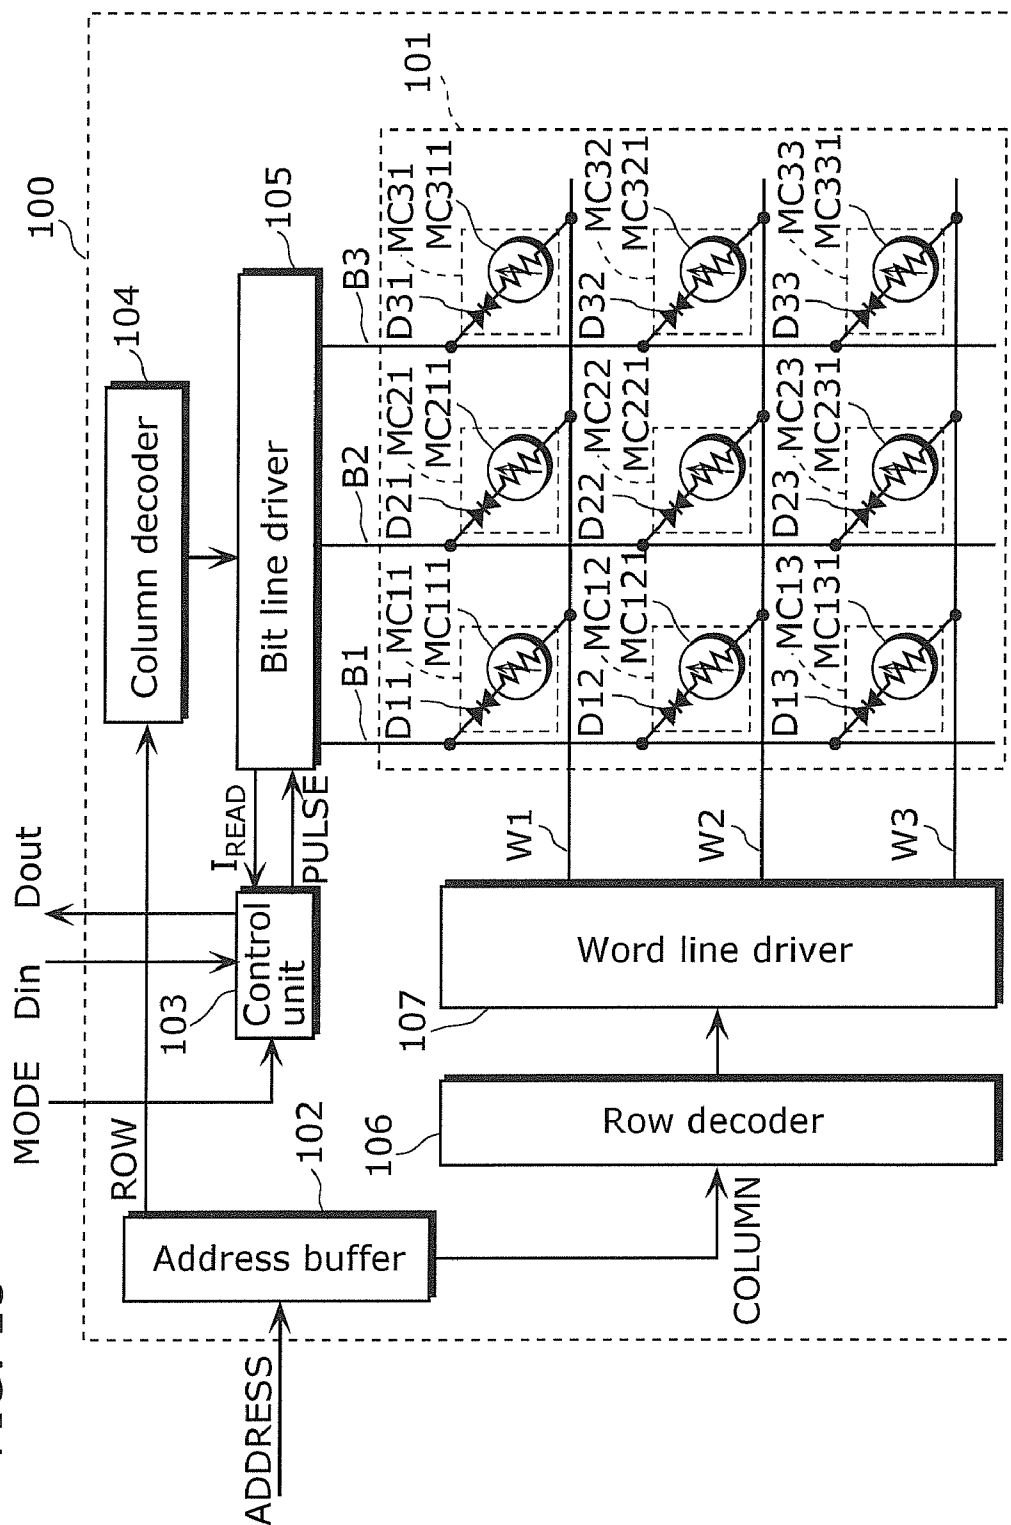 100
101
ADDRESS
Address buffer
102
ROW
COLUMN
MODE
Din
Dout
103
Control
unit
I_READ
PULSE
Column decoder
104
Bit line driver
105
106
Row decoder
107
Word line driver
W1
W2
W3
B1
B2
B3
D11
MC11
MC111
D21
MC21
MC211
D31
MC31
MC311
D12
MC12
MC121
D22
MC22
MC221
D32
MC32
MC321
D13
MC13
MC131
D23
MC23
MC231
D33
MC33
MC331